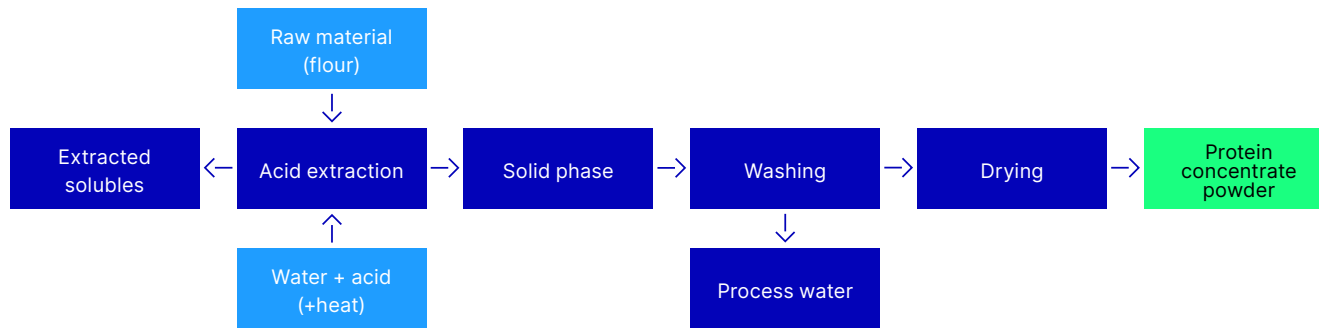 Raw material
(flour)
Extracted
solubles
Acid extraction
Solid phase
Washing
Drying
Protein
concentrate
powder
Water + acid
(+heat)
Process water